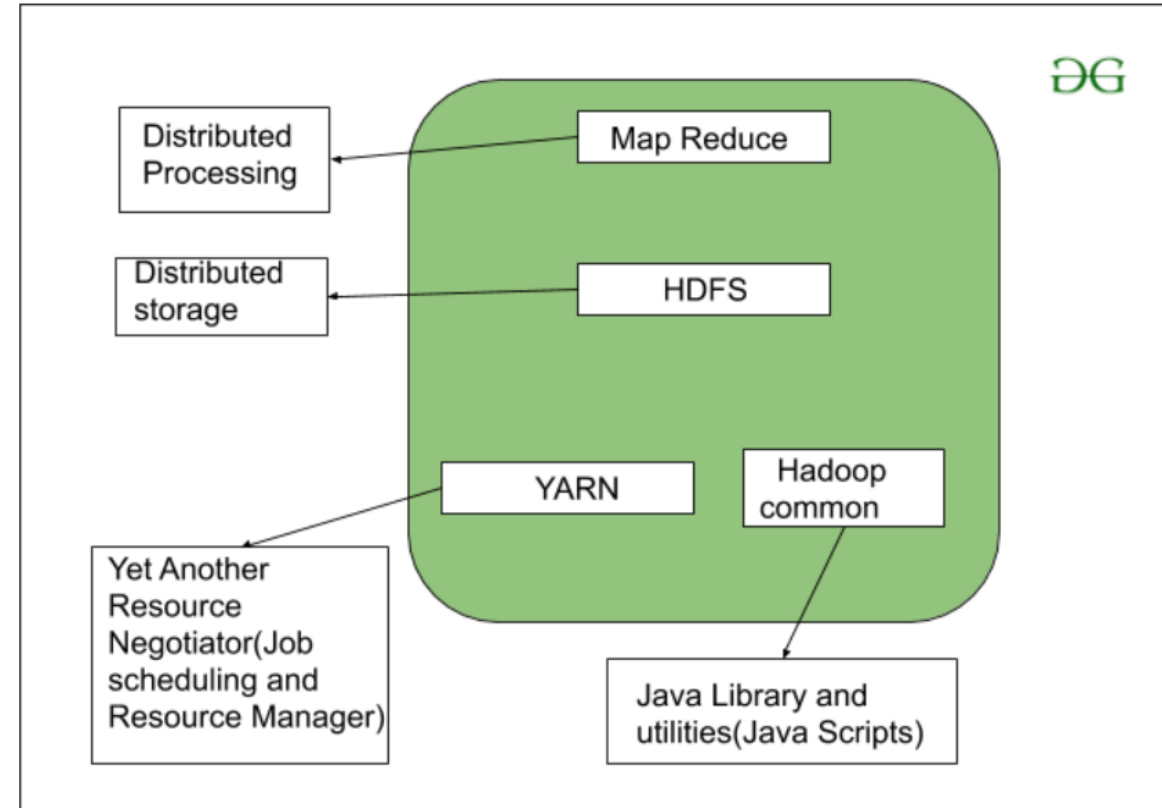 Distributed
Processing
Map Reduce
Distributed
storage
HDFS
YARN
Hadoop
common
Yet Another
Resource
Negotiator(Job
scheduling and
Resource Manager)
Java Library and
utilities(Java Scripts)